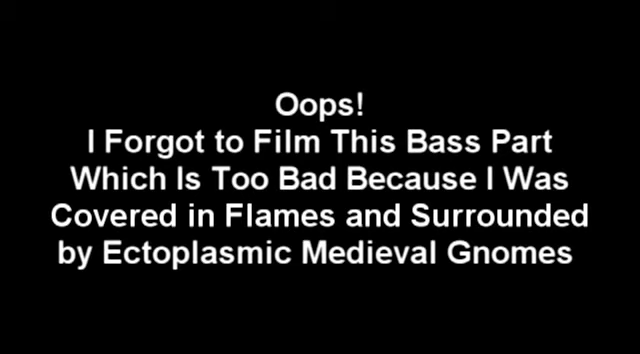 Oops!
I Forgot to Film This Bass Part
Which Is Too Bad Because I Was
Covered in Flames and Surrounded
by Ectoplasmic Medieval Gnomes